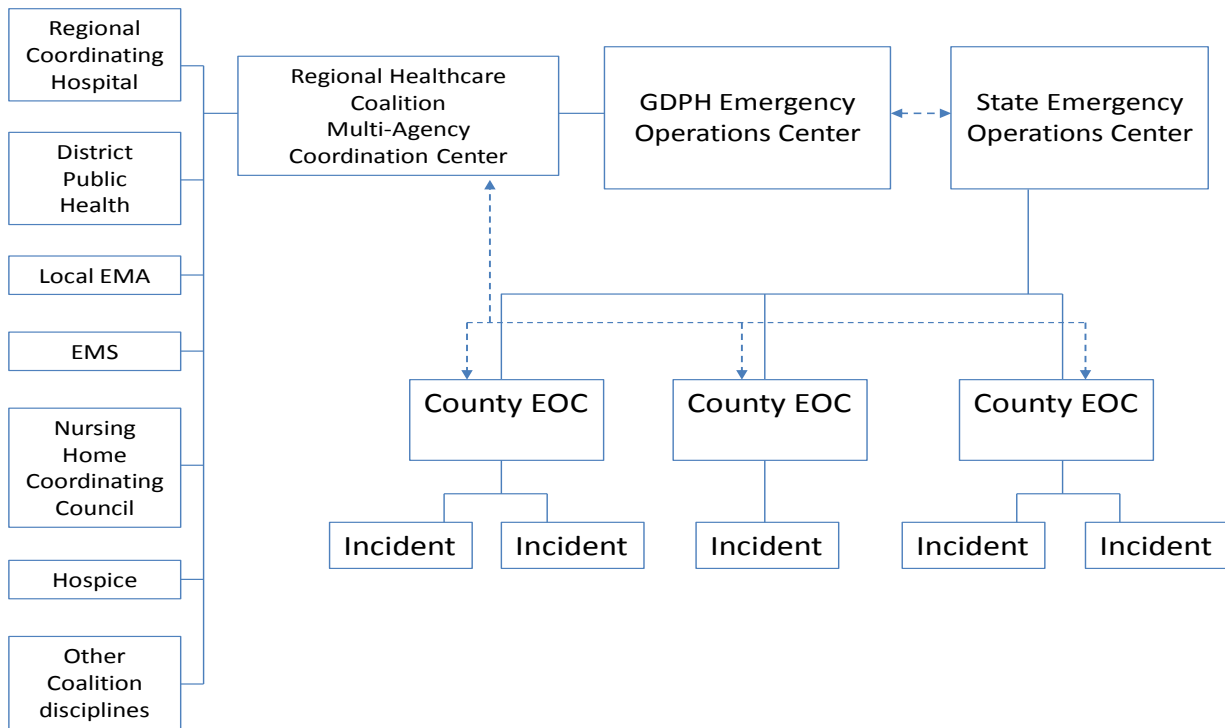 Regional
Coordinating
Hospital
District
Public
Health
Local EMA
EMS
Nursing
Home
Coordinating
Council
Hospice
Other
Coalition
disciplines
Regional Healthcare
Coalition
Multi-Agency
Coordination Center
GDPH Emergency
Operations Center
State Emergency
Operations Center
County EOC
County EOC
County EOC
Incident
Incident
Incident
Incident
Incident